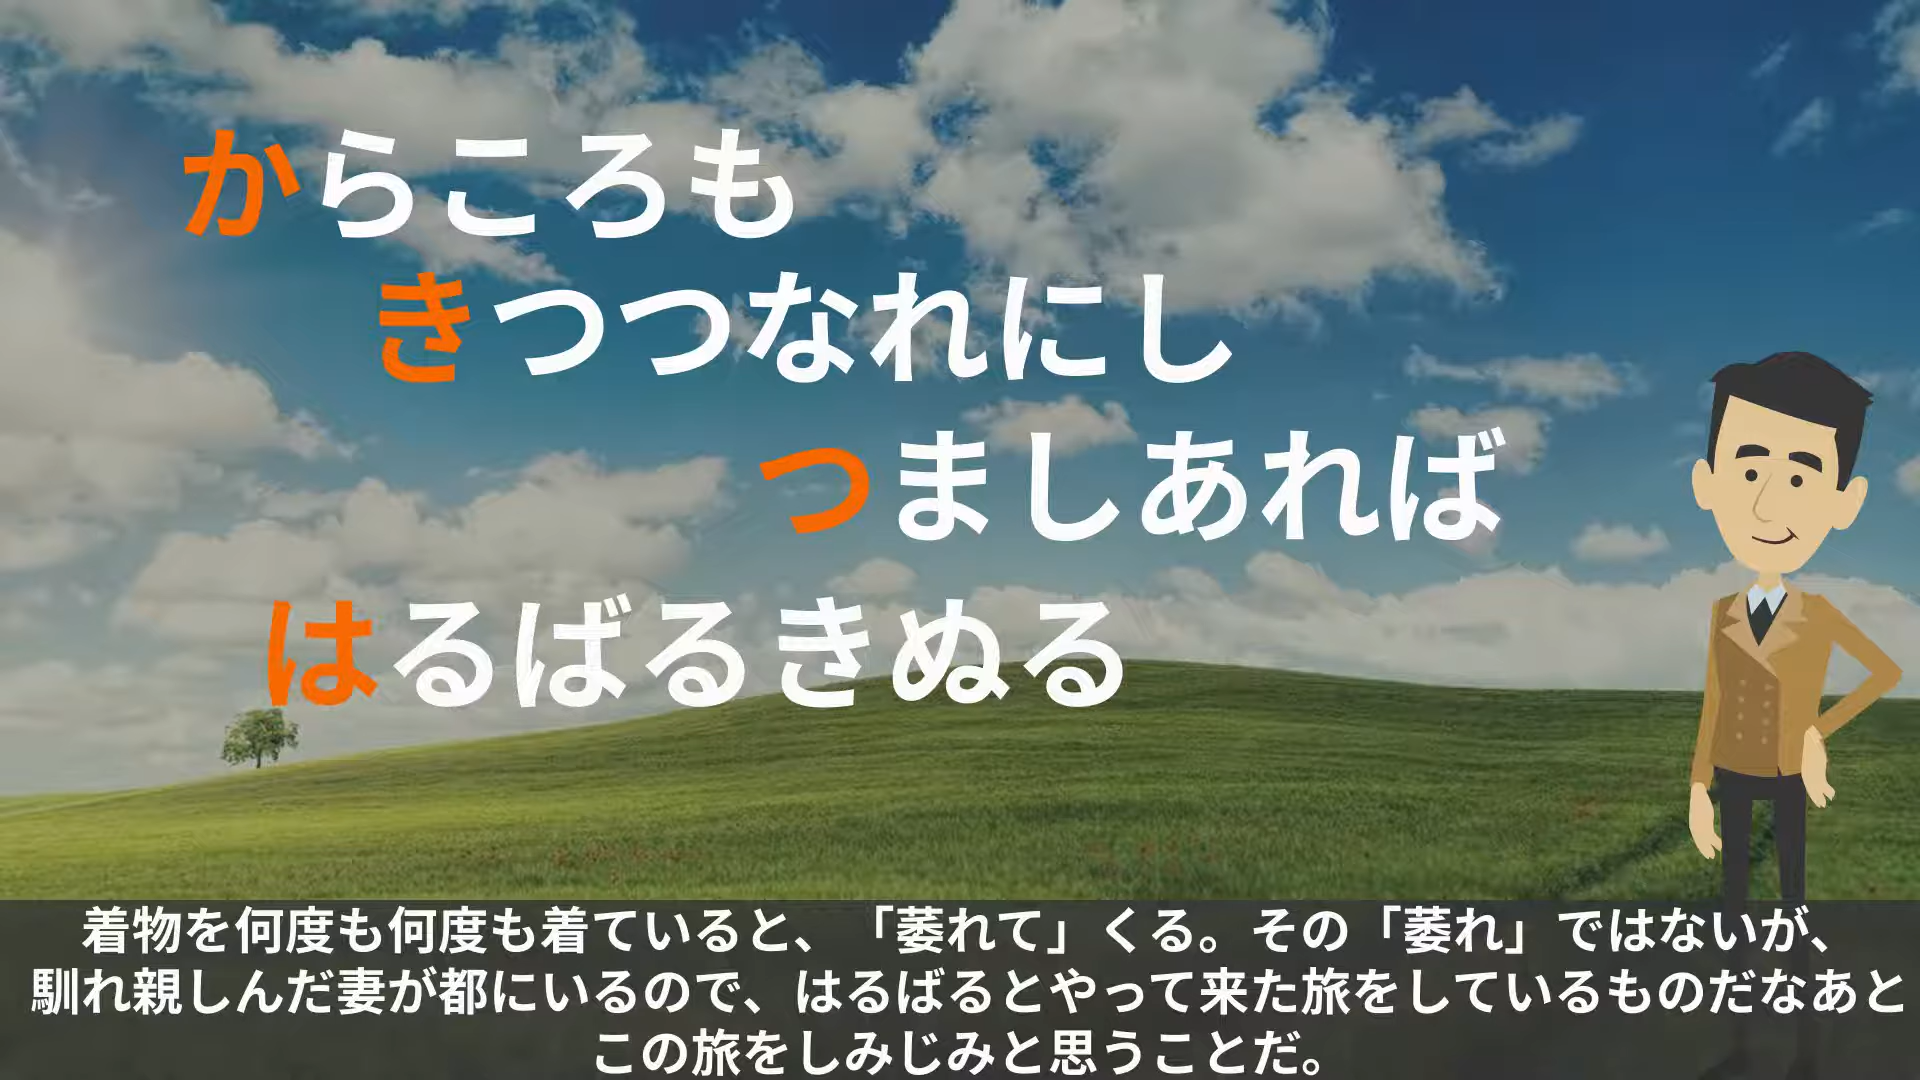 からころも
きつつなれにし
つましあれば
はるばるきぬる
着物を何度も何度も着ていると、「萎れて」くる。その「萎れ」ではないが、
馴れ親しんだ妻が都にいるので、はるばるとやって来た旅をしているものだなあと
この旅をしみじみと思うことだ。